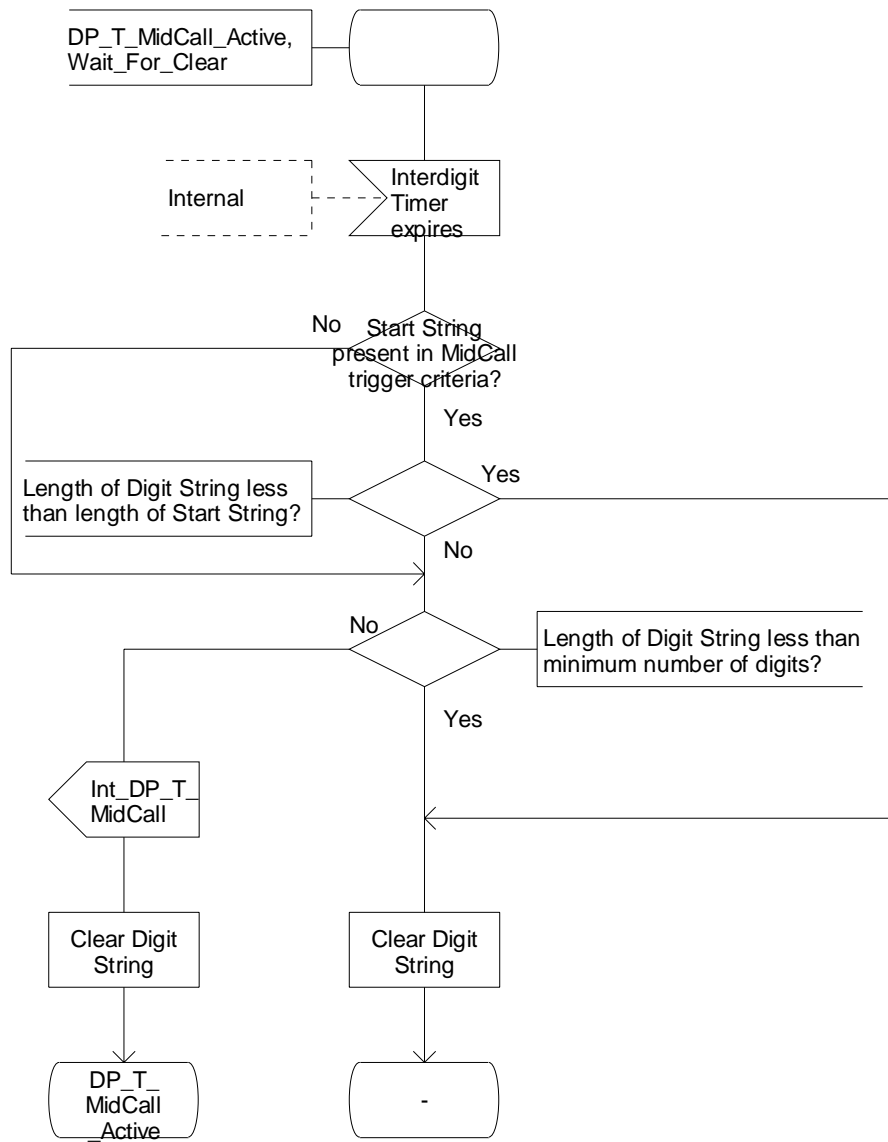 DP_T_MidCall_Active,
Wait_For_Clear
Internal
Interdigit
Timer
expires
No
Start String
present in MidCall
trigger criteria?
Yes
Length of Digit String less
than length of Start String?
Yes
No
No
Length of Digit String less than
minimum number of digits?
Yes
Int_DP_T_
MidCall
Clear Digit
String
Clear Digit
String
DP_T_
MidCall
_Active
-